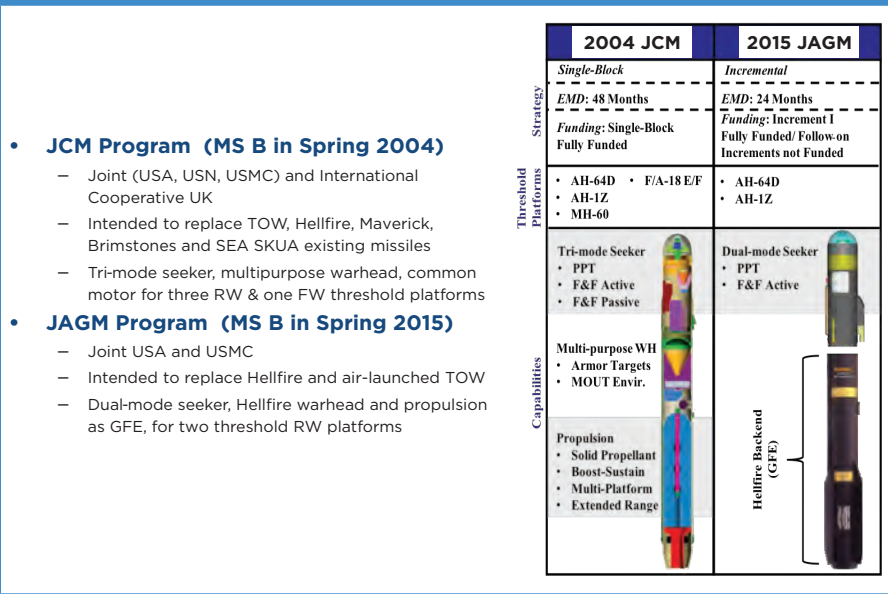 • JCM Program (MS B in Spring 2004)
– Joint (USA, USN, USMC) and International
Cooperative UK
– Intended to replace TOW, Hellfire, Maverick,
Brimstones and SEA SKUA existing missiles
– Tri-mode seeker, multipurpose warhead, common
motor for three RW & one FW threshold platforms
• JAGM Program (MS B in Spring 2015)
– Joint USA and USMC
– Intended to replace Hellfire and air-launched TOW
– Dual-mode seeker, Hellfire warhead and propulsion
as GFE, for two threshold RW platforms
2004 JCM
2015 JAGM
Strategy
Single-Block
EMD: 48 Months
Funding: Single-Block
Fully Funded
Incremental
EMD: 24 Months
Funding: Increment I
Fully Funded/ Follow-on
Increments not Funded
Threshold
Platforms
• AH-64D • F/A-18 E/F
• AH-1Z
• MH-60
• AH-64D
• AH-1Z
Capabilities
Tri-mode Seeker
• PPT
• F&F Active
• F&F Passive
Multi-purpose WH
• Armor Targets
• MOUT Envir.
Propulsion
• Solid Propellant
• Boost-Sustain
• Multi-Platform
• Extended Range
Dual-mode Seeker
• PPT
• F&F Active
Hellfire Backend
(GFE)